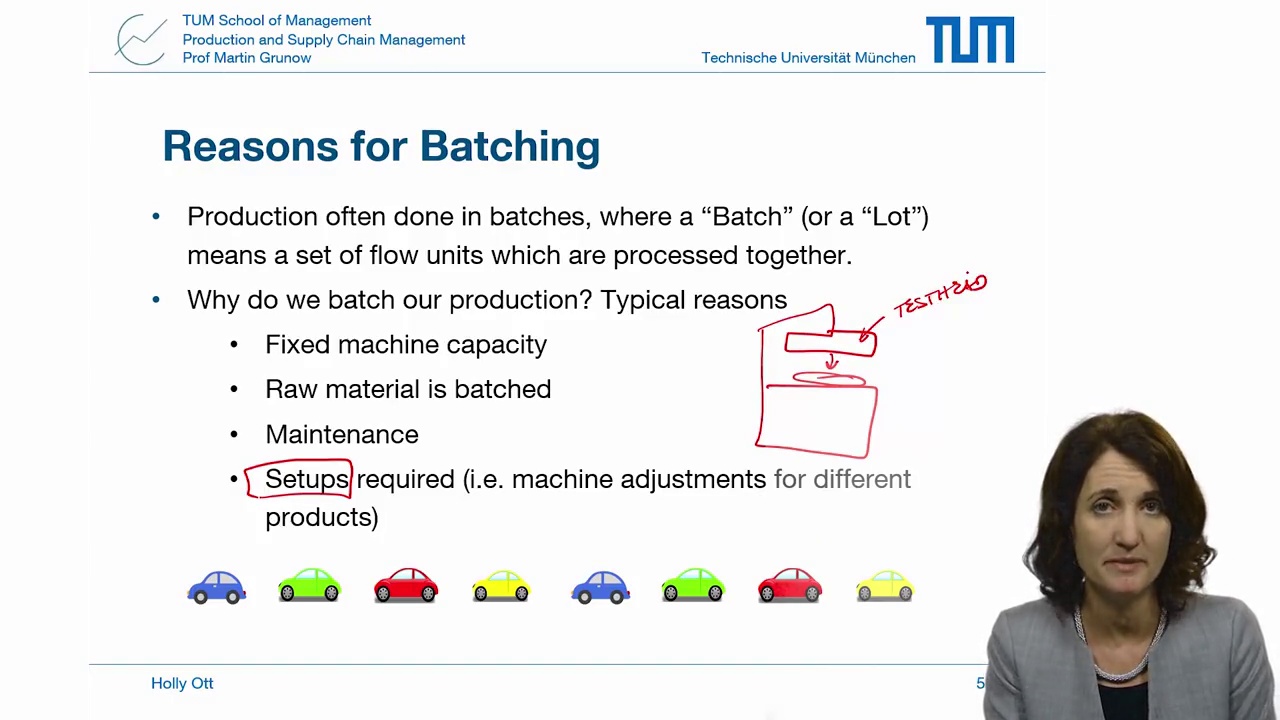 TUM School of Management
Production and Supply Chain Management
Prof Martin Grunow
Technische Universität München
TUM
Reasons for Batching
• Production often done in batches, where a “Batch” (or a “Lot”)
means a set of flow units which are processed together.
• Why do we batch our production? Typical reasons
TESTHEAD
• Fixed machine capacity
• Raw material is batched
• Maintenance
• Setups required (i.e. machine adjustments for different
products)
Holly Ott
5